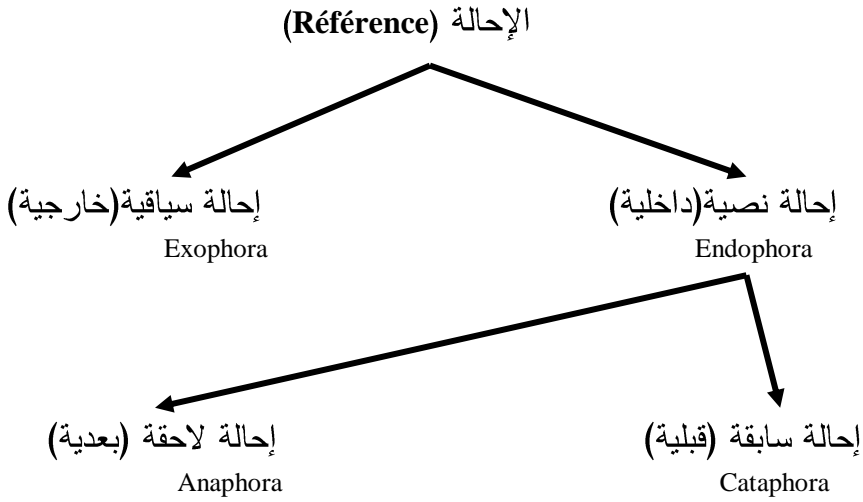 الإحالة (Référence)
إحالة نصية(داخلية)
Endophora
إحالة سياقية(خارجية)
Exophora
إحالة سابقة (قبلية)
Cataphora
إحالة لاحقة (بعدية)
Anaphora